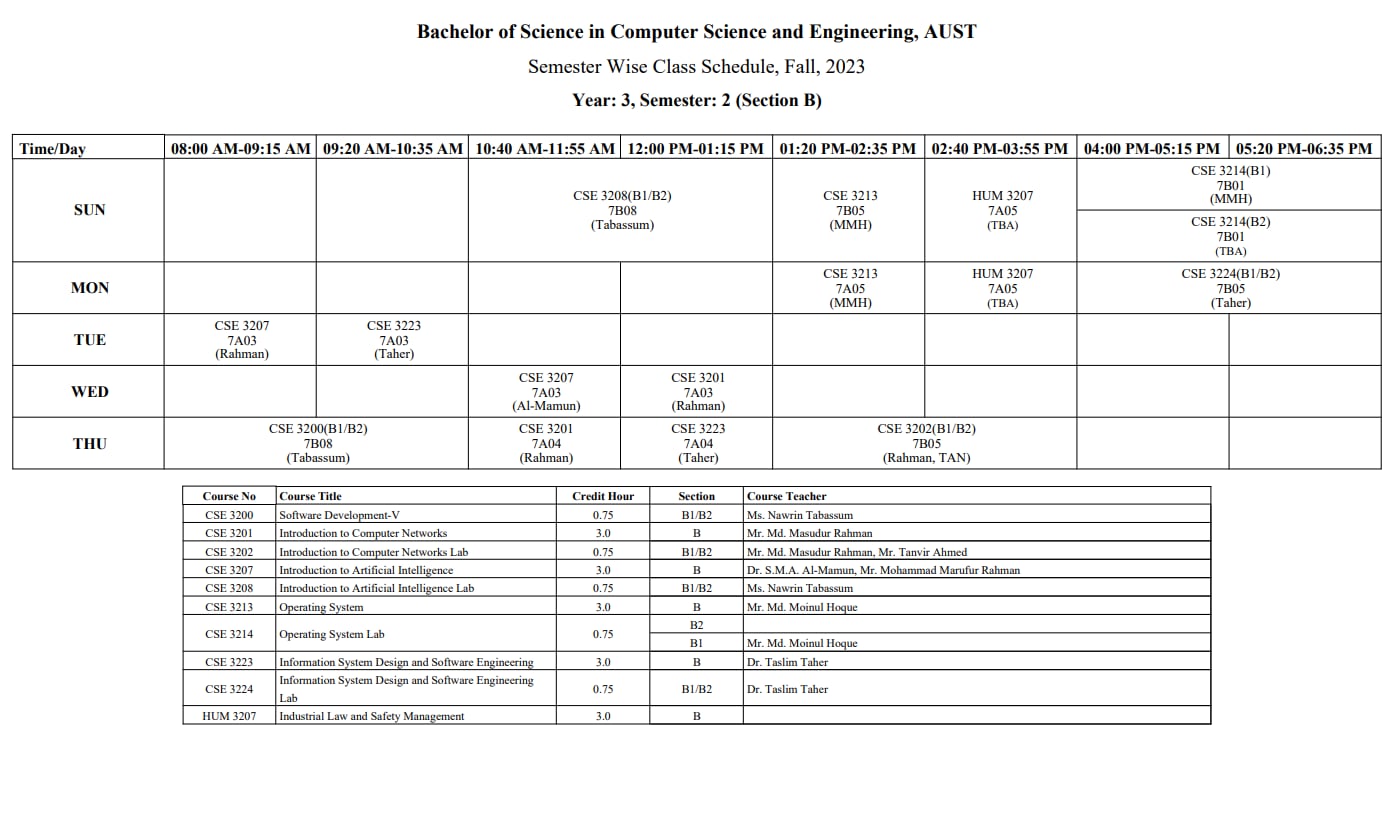 Bachelor of Science in Computer Science and Engineering, AUST
Semester Wise Class Schedule, Fall, 2023
Year: 3, Semester: 2 (Section B)
Time/Day 08:00 AM-09:15 AM 09:20 AM-10:35 AM 10:40 AM-11:55 AM 12:00 PM-01:15 PM 01:20 PM-02:35 PM 02:40 PM-03:55 PM 04:00 PM-05:15 PM 05:20 PM-06:35 PM
SUN
CSE 3208(B1/B2)
7B08
(Tabassum)
CSE 3213
7B05
(MMH)
HUM 3207
7A05
(TBA)
CSE 3214(B1)
7B01
(MMH)
CSE 3214(B2)
7B01
(TBA)
MON
CSE 3213
7A05
(MMH)
HUM 3207
7A05
(TBA)
CSE 3224(B1/B2)
7B05
(Taher)
TUE
CSE 3207
7A03
(Rahman)
CSE 3223
7A03
(Taher)
WED
CSE 3207
7A03
(Al-Mamun)
CSE 3201
7A03
(Rahman)
THU
CSE 3200(B1/B2)
7B08
(Tabassum)
CSE 3201
7A04
(Rahman)
CSE 3223
7A04
(Taher)
CSE 3202(B1/B2)
7B05
(Rahman, TAN)
Course No Course Title Credit Hour Section Course Teacher
CSE 3200 Software Development-V 0.75 B1/B2 Ms. Nawrin Tabassum
CSE 3201 Introduction to Computer Networks 3.0 B Mr. Md. Masudur Rahman
CSE 3202 Introduction to Computer Networks Lab 0.75 B1/B2 Mr. Md. Masudur Rahman, Mr. Tanvir Ahmed
CSE 3207 Introduction to Artificial Intelligence 3.0 B Dr. S.M.A. Al-Mamun, Mr. Mohammad Marufur Rahman
CSE 3208 Introduction to Artificial Intelligence Lab 0.75 B1/B2 Ms. Nawrin Tabassum
CSE 3213 Operating System 3.0 B Mr. Md. Moinul Hoque
CSE 3214 Operating System Lab 0.75 B2
B1 Mr. Md. Moinul Hoque
CSE 3223 Information System Design and Software Engineering 3.0 B Dr. Taslim Taher
CSE 3224 Information System Design and Software Engineering
Lab 0.75 B1/B2 Dr. Taslim Taher
HUM 3207 Industrial Law and Safety Management 3.0 B